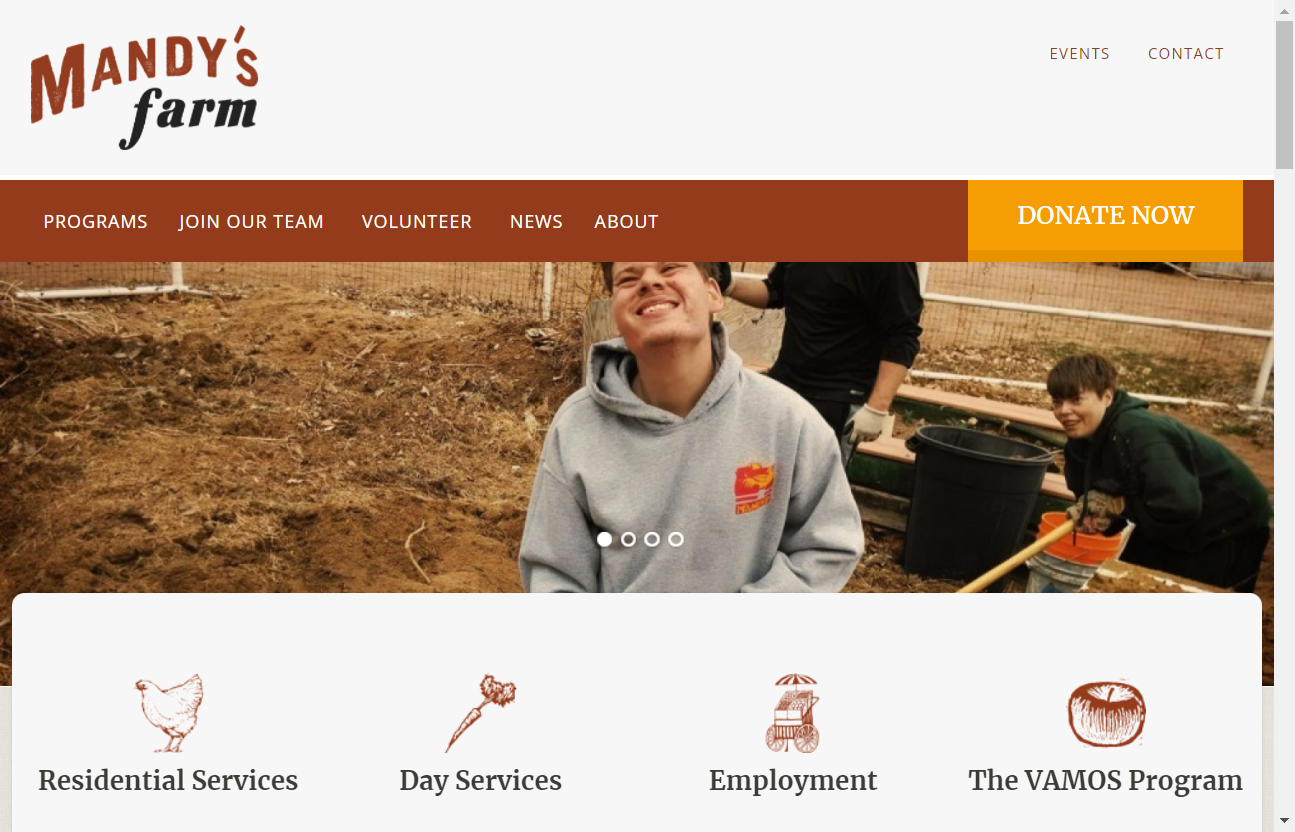 MANDY'S
farm
EVENTS CONTACT
PROGRAMS JOIN OUR TEAM VOLUNTEER NEWS ABOUT
DONATE NOW
Residential Services Day Services Employment The VAMOS Program